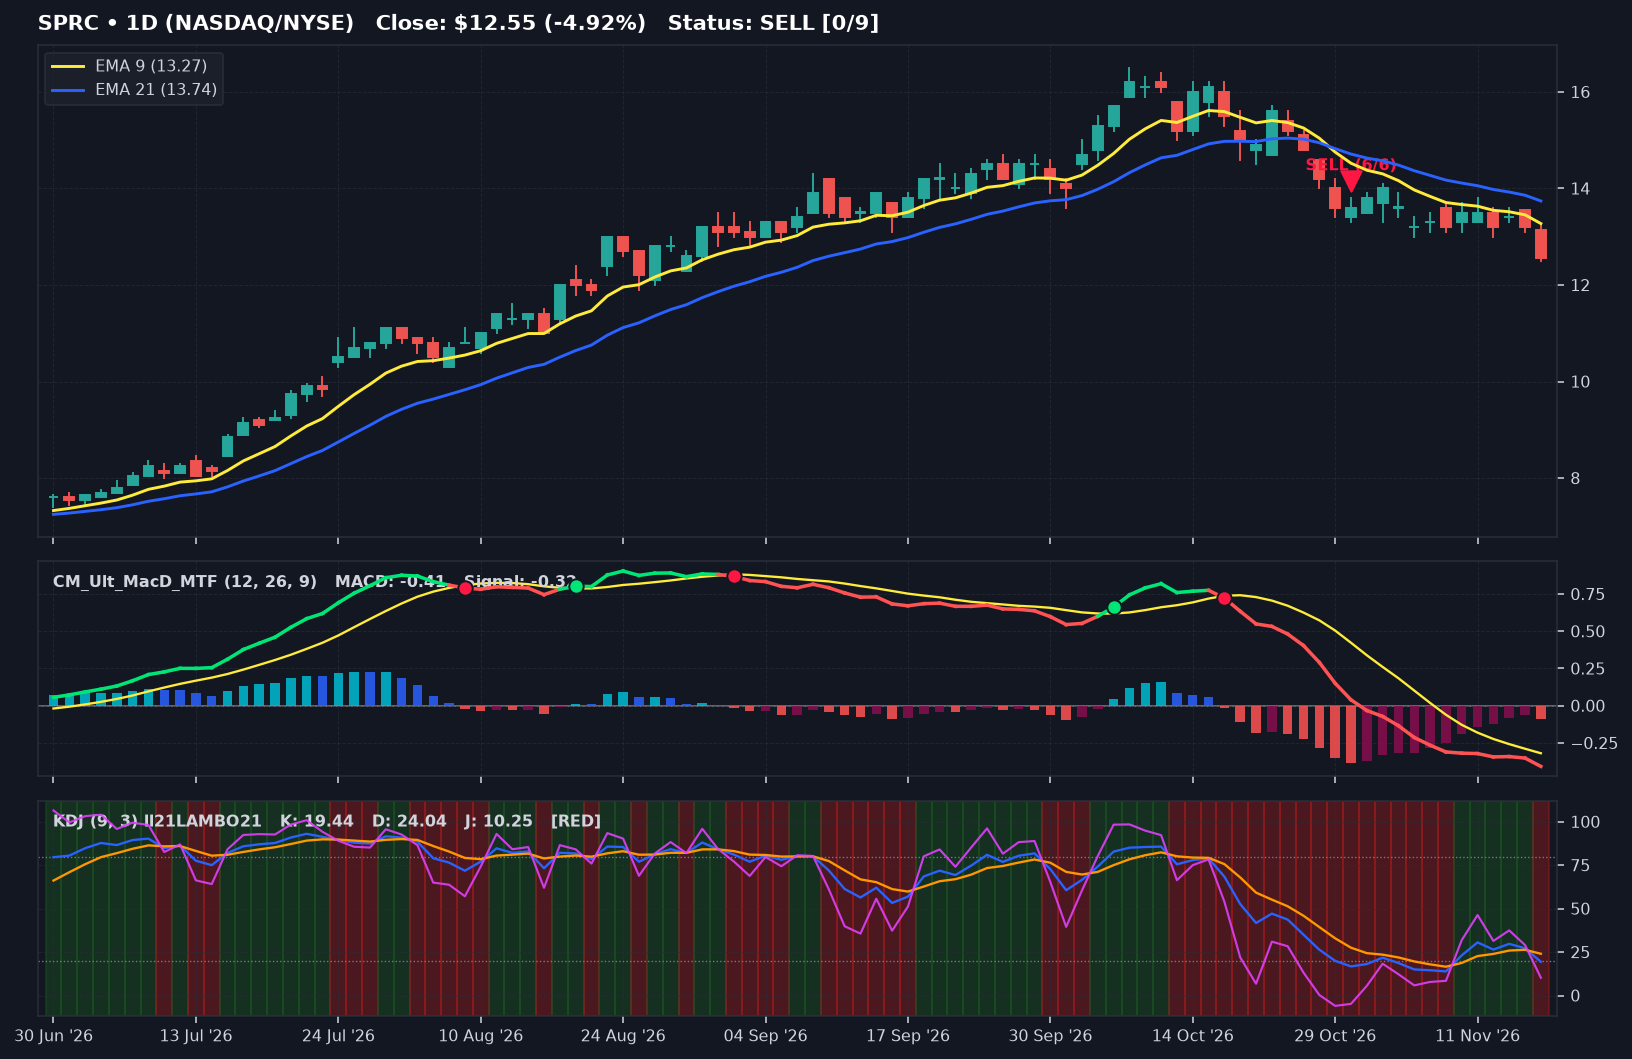 SPRC • 1D (NASDAQ/NYSE)   Close: $12.55 (-4.92%)   Status: SELL [0/9]
EMA 9 (13.27)
EMA 21 (13.74)
16
SELL (6/6)
14
12
10
8
CM_Ult_MacD_MTF (12, 26, 9)   MACD: -0.41   Signal: -0.32
0.75
0.50
0.25
0.00
−0.25
KDJ (9, 3) ll21LAMBO21   K: 19.44   D: 24.04   J: 10.25   [RED]
100
75
50
25
0
30 Jun '26   13 Jul '26   24 Jul '26   10 Aug '26   24 Aug '26   04 Sep '26   17 Sep '26   30 Sep '26   14 Oct '26   29 Oct '26   11 Nov '26